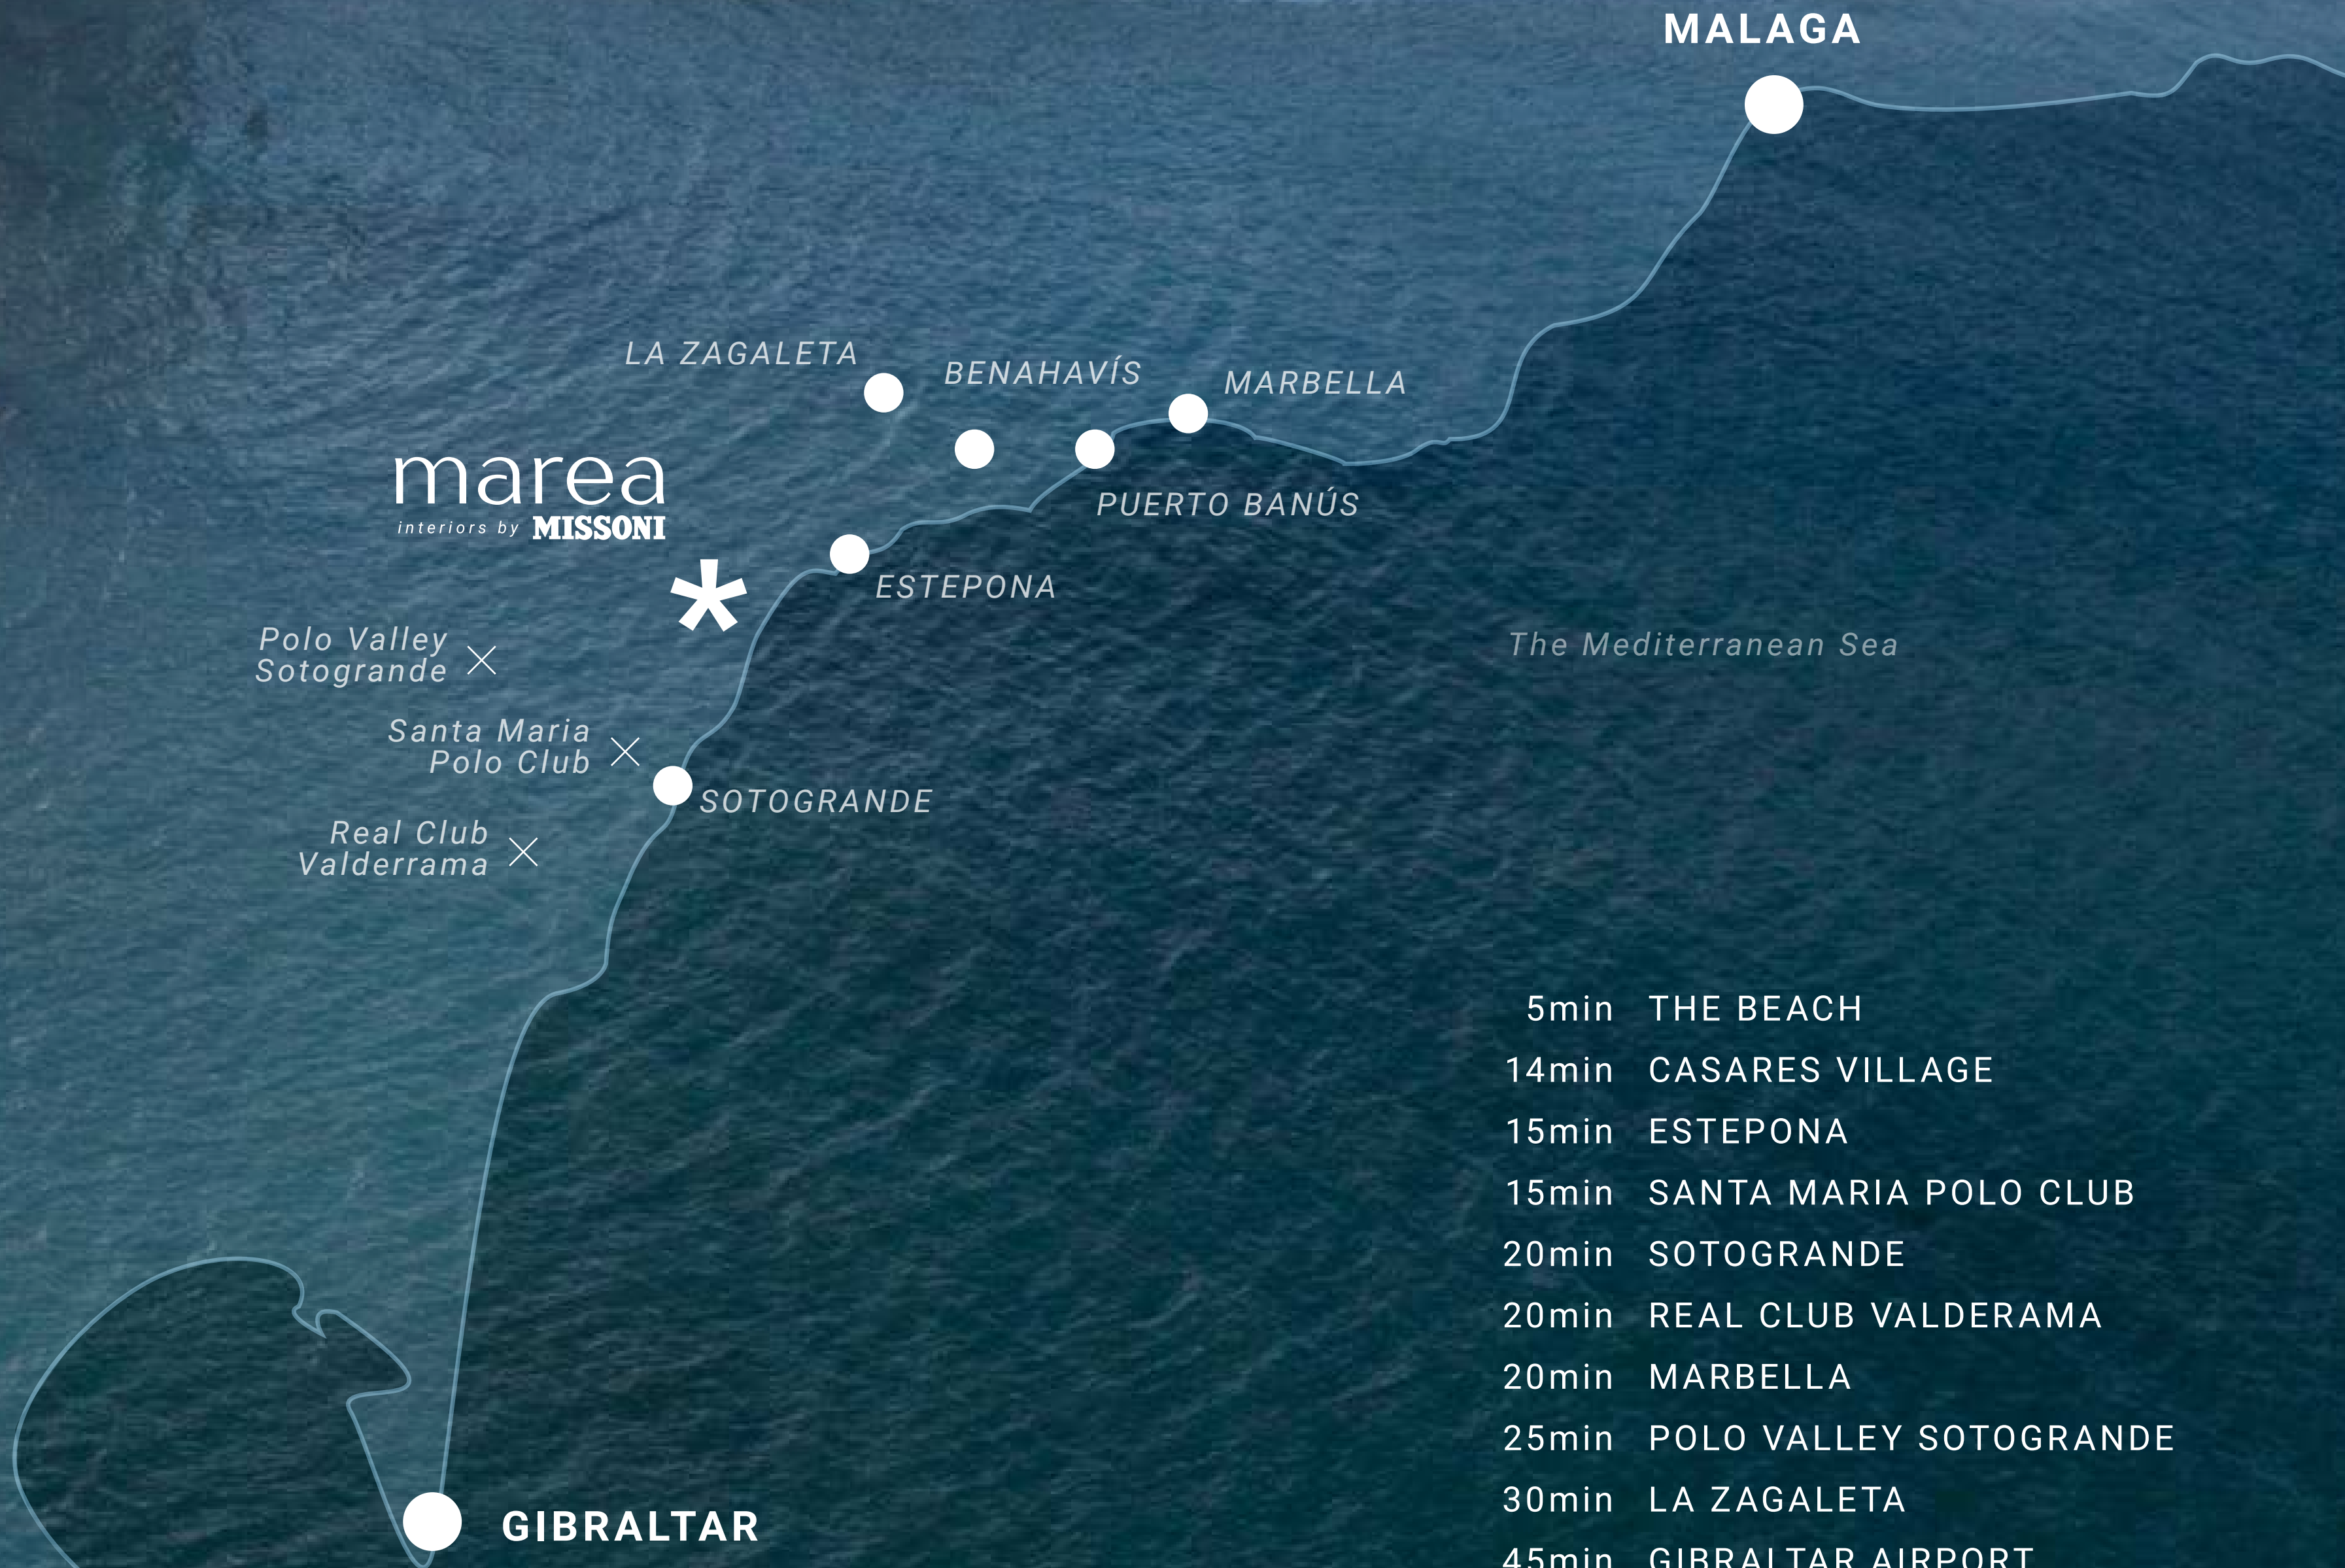 MALAGA
LA ZAGALETA
BENAHAVÍS
MARBELLA
marea
interiors by MISSONI
PUERTO BANÚS
ESTEPONA
Polo Valley
Sotogrande
The Mediterranean Sea
Santa Maria
Polo Club
SOTOGRANDE
Real Club
Valderrama
5min THE BEACH
14min CASARES VILLAGE
15min ESTEPONA
15min SANTA MARIA POLO CLUB
20min SOTOGRANDE
20min REAL CLUB VALDERAMA
20min MARBELLA
25min POLO VALLEY SOTOGRANDE
30min LA ZAGALETA
45min GIBRALTAR AIRPORT
GIBRALTAR